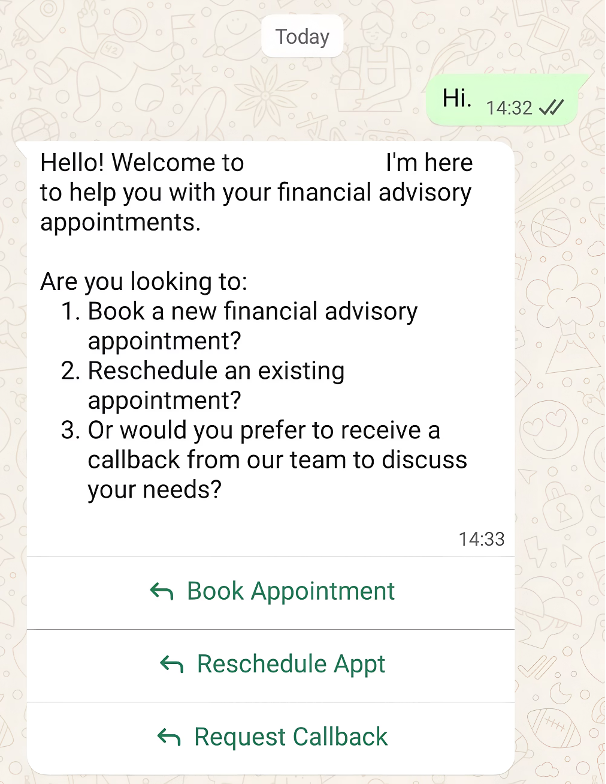 Today
Hi.
14:32
Hello! Welcome to I'm here
to help you with your financial advisory
appointments.
Are you looking to:
1. Book a new financial advisory
appointment?
2. Reschedule an existing
appointment?
3. Or would you prefer to receive a
callback from our team to discuss
your needs?
14:33
Book Appointment
Reschedule Appt
Request Callback